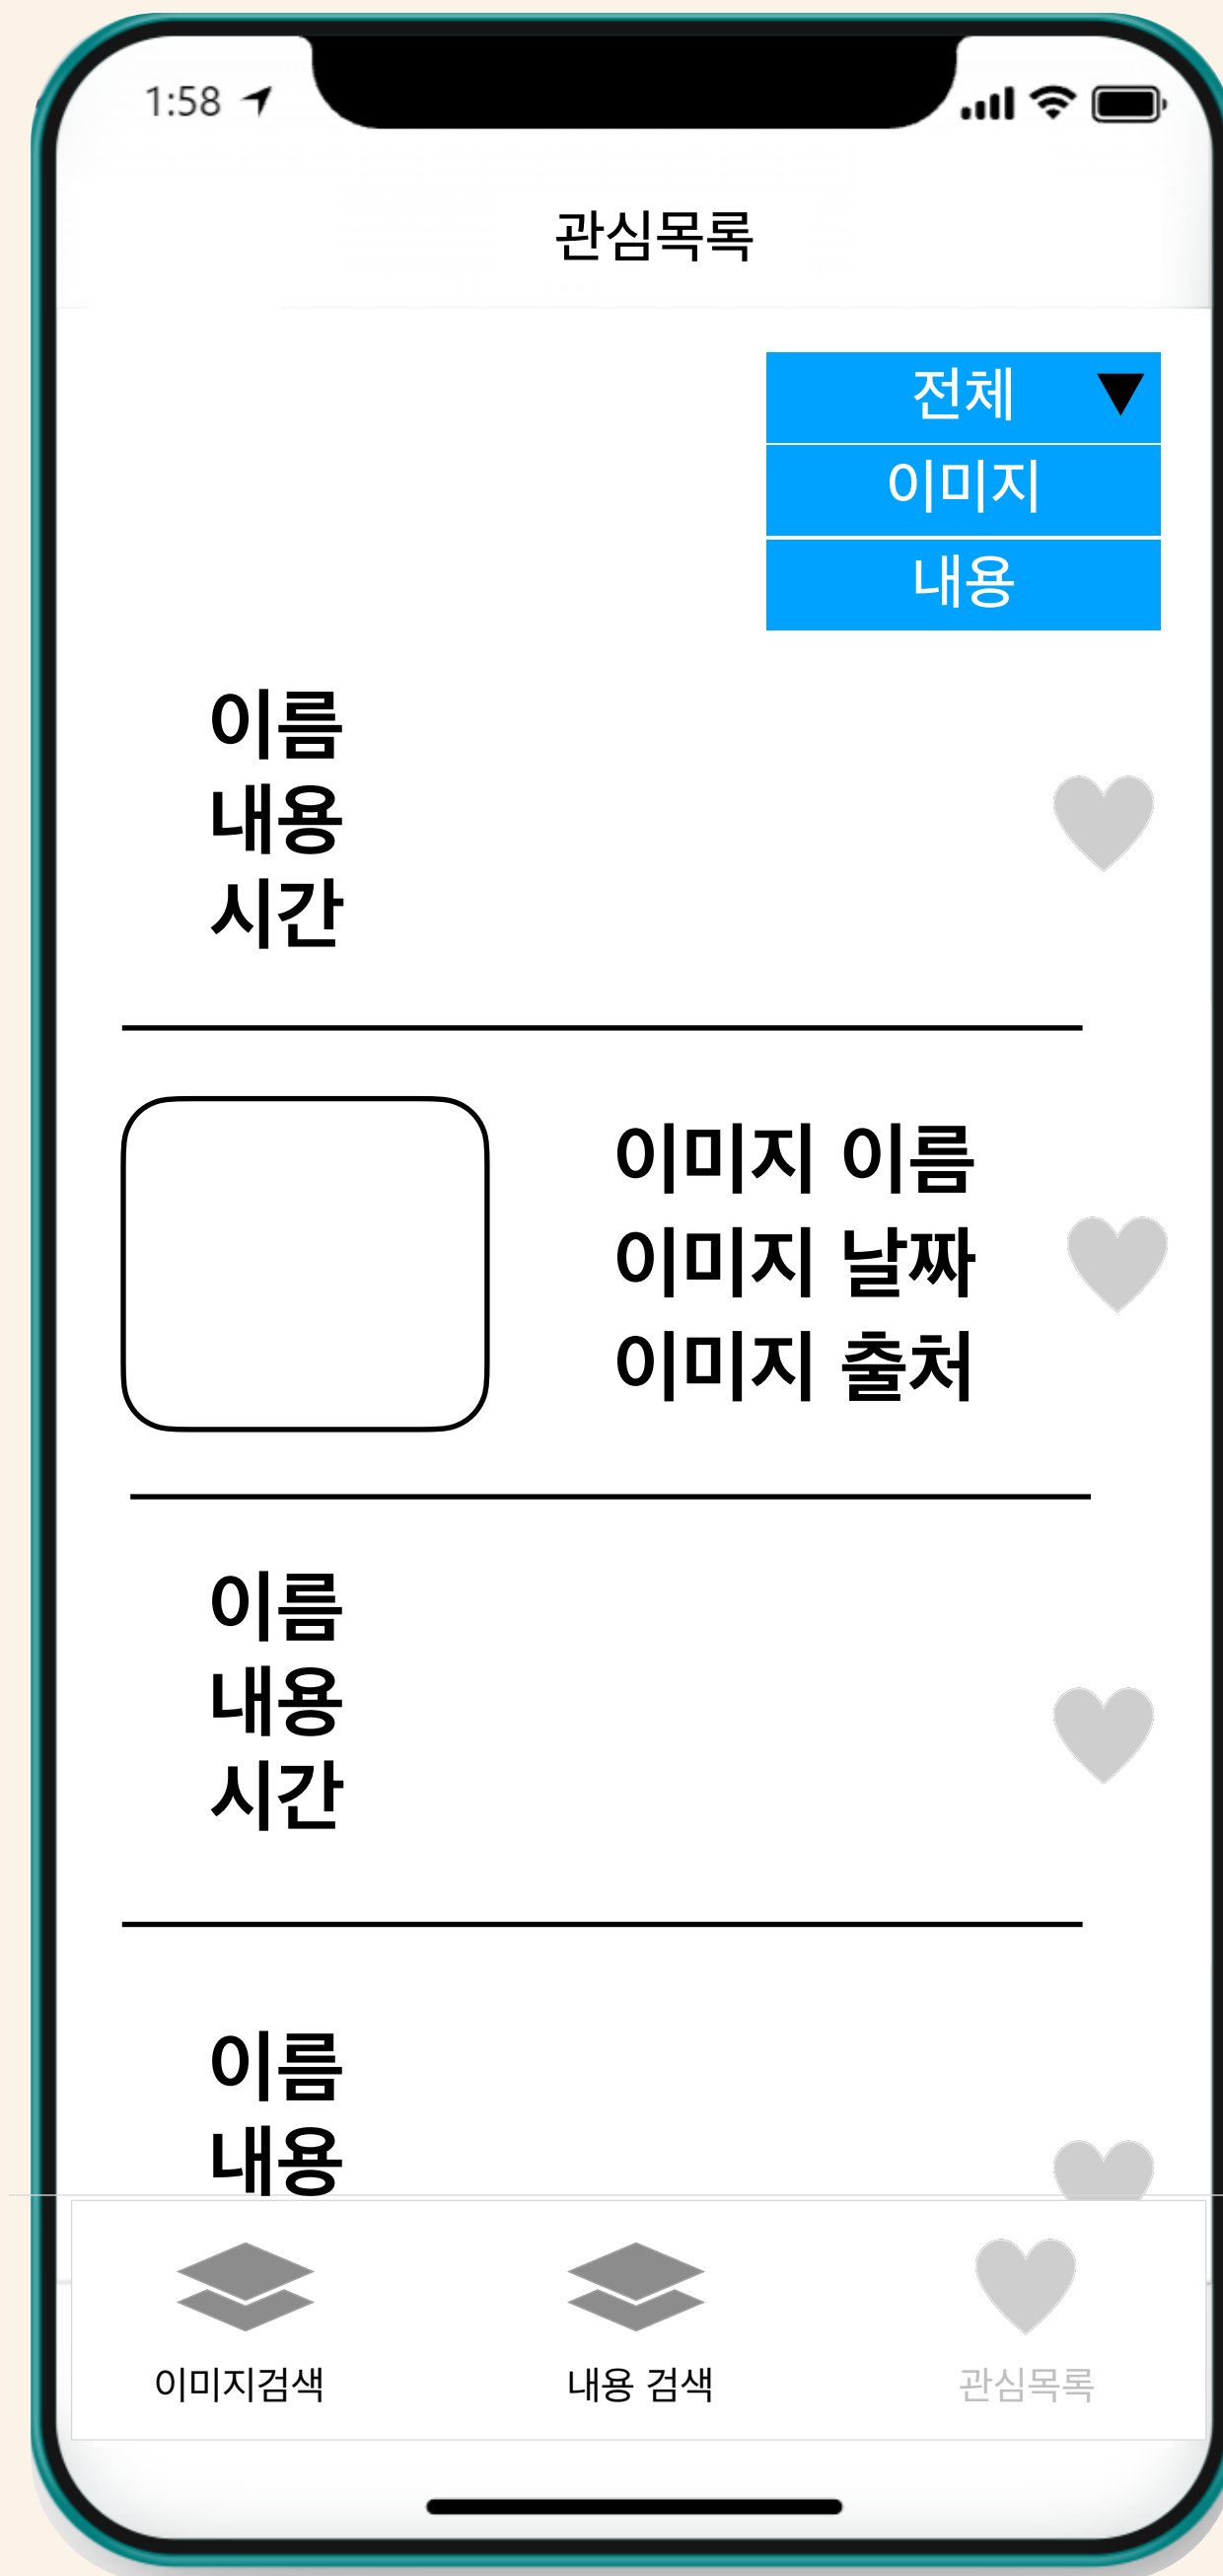 1:58
관심목록
전체
이미지
내용
이름
내용
시간
이미지 이름
이미지 날짜
이미지 출처
이름
내용
시간
이름
내용
이미지검색
내용 검색
관심목록